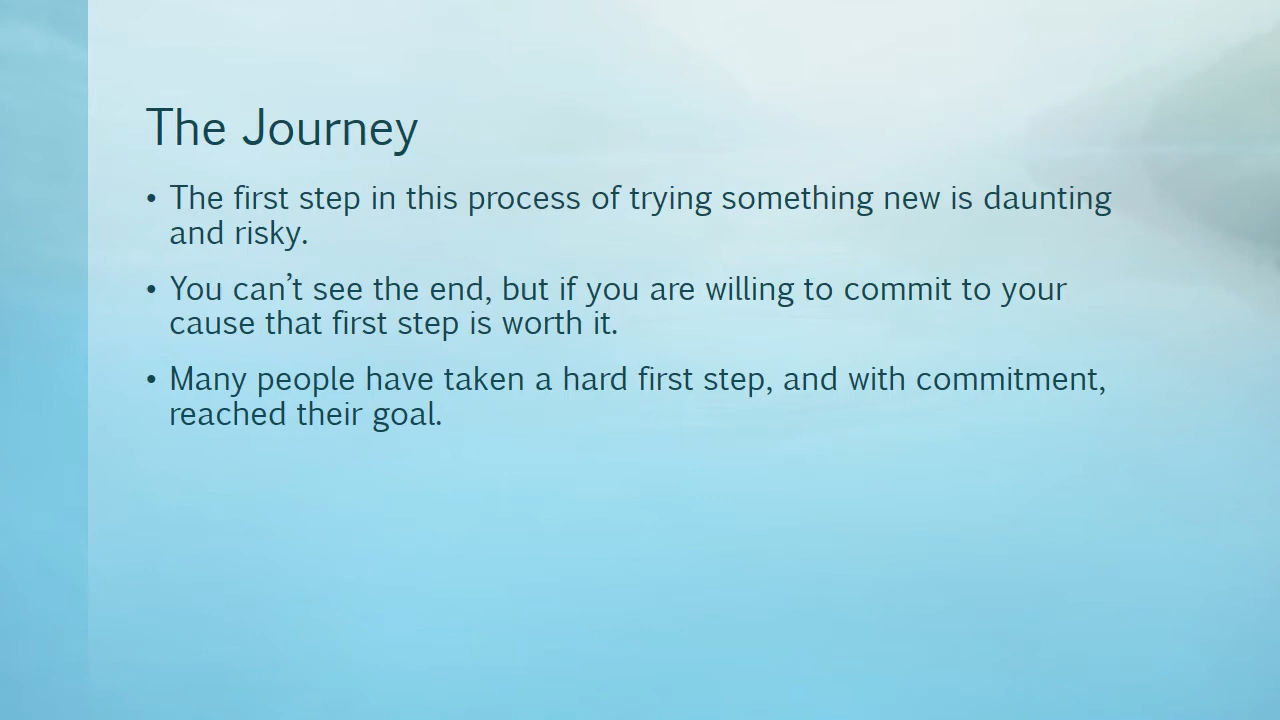 The Journey
• The first step in this process of trying something new is daunting
and risky.
• You can’t see the end, but if you are willing to commit to your
cause that first step is worth it.
• Many people have taken a hard first step, and with commitment,
reached their goal.